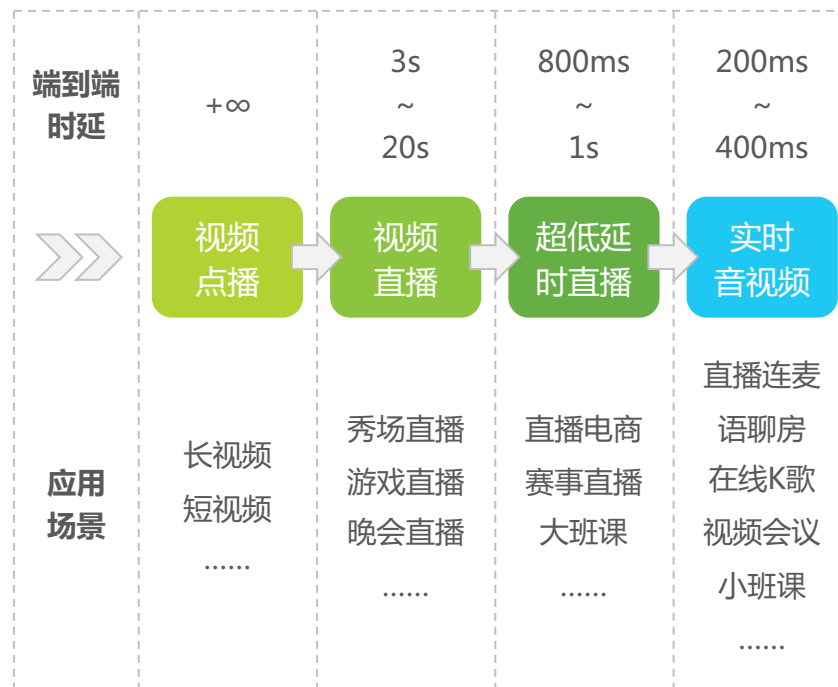 端到端
时延
+∞
3s
~
20s
800ms
~
1s
200ms
~
400ms
视频
点播
视频
直播
超低延
时直播
实时
音视频
应用
场景
长视频
短视频
......
秀场直播
游戏直播
晚会直播
......
直播电商
赛事直播
大班课
......
直播连麦
语聊房
在线K歌
视频会议
小班课
......